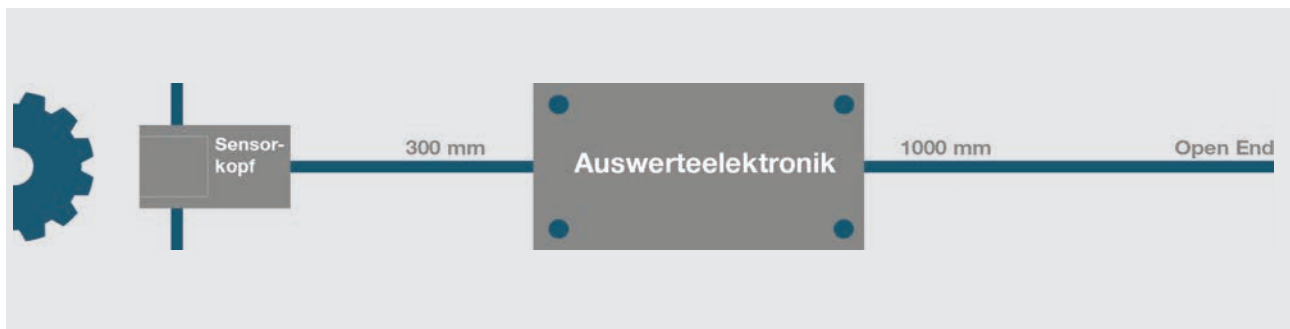 Sensor-
kopf
300 mm
Auswerteelektronik
1000 mm
Open End